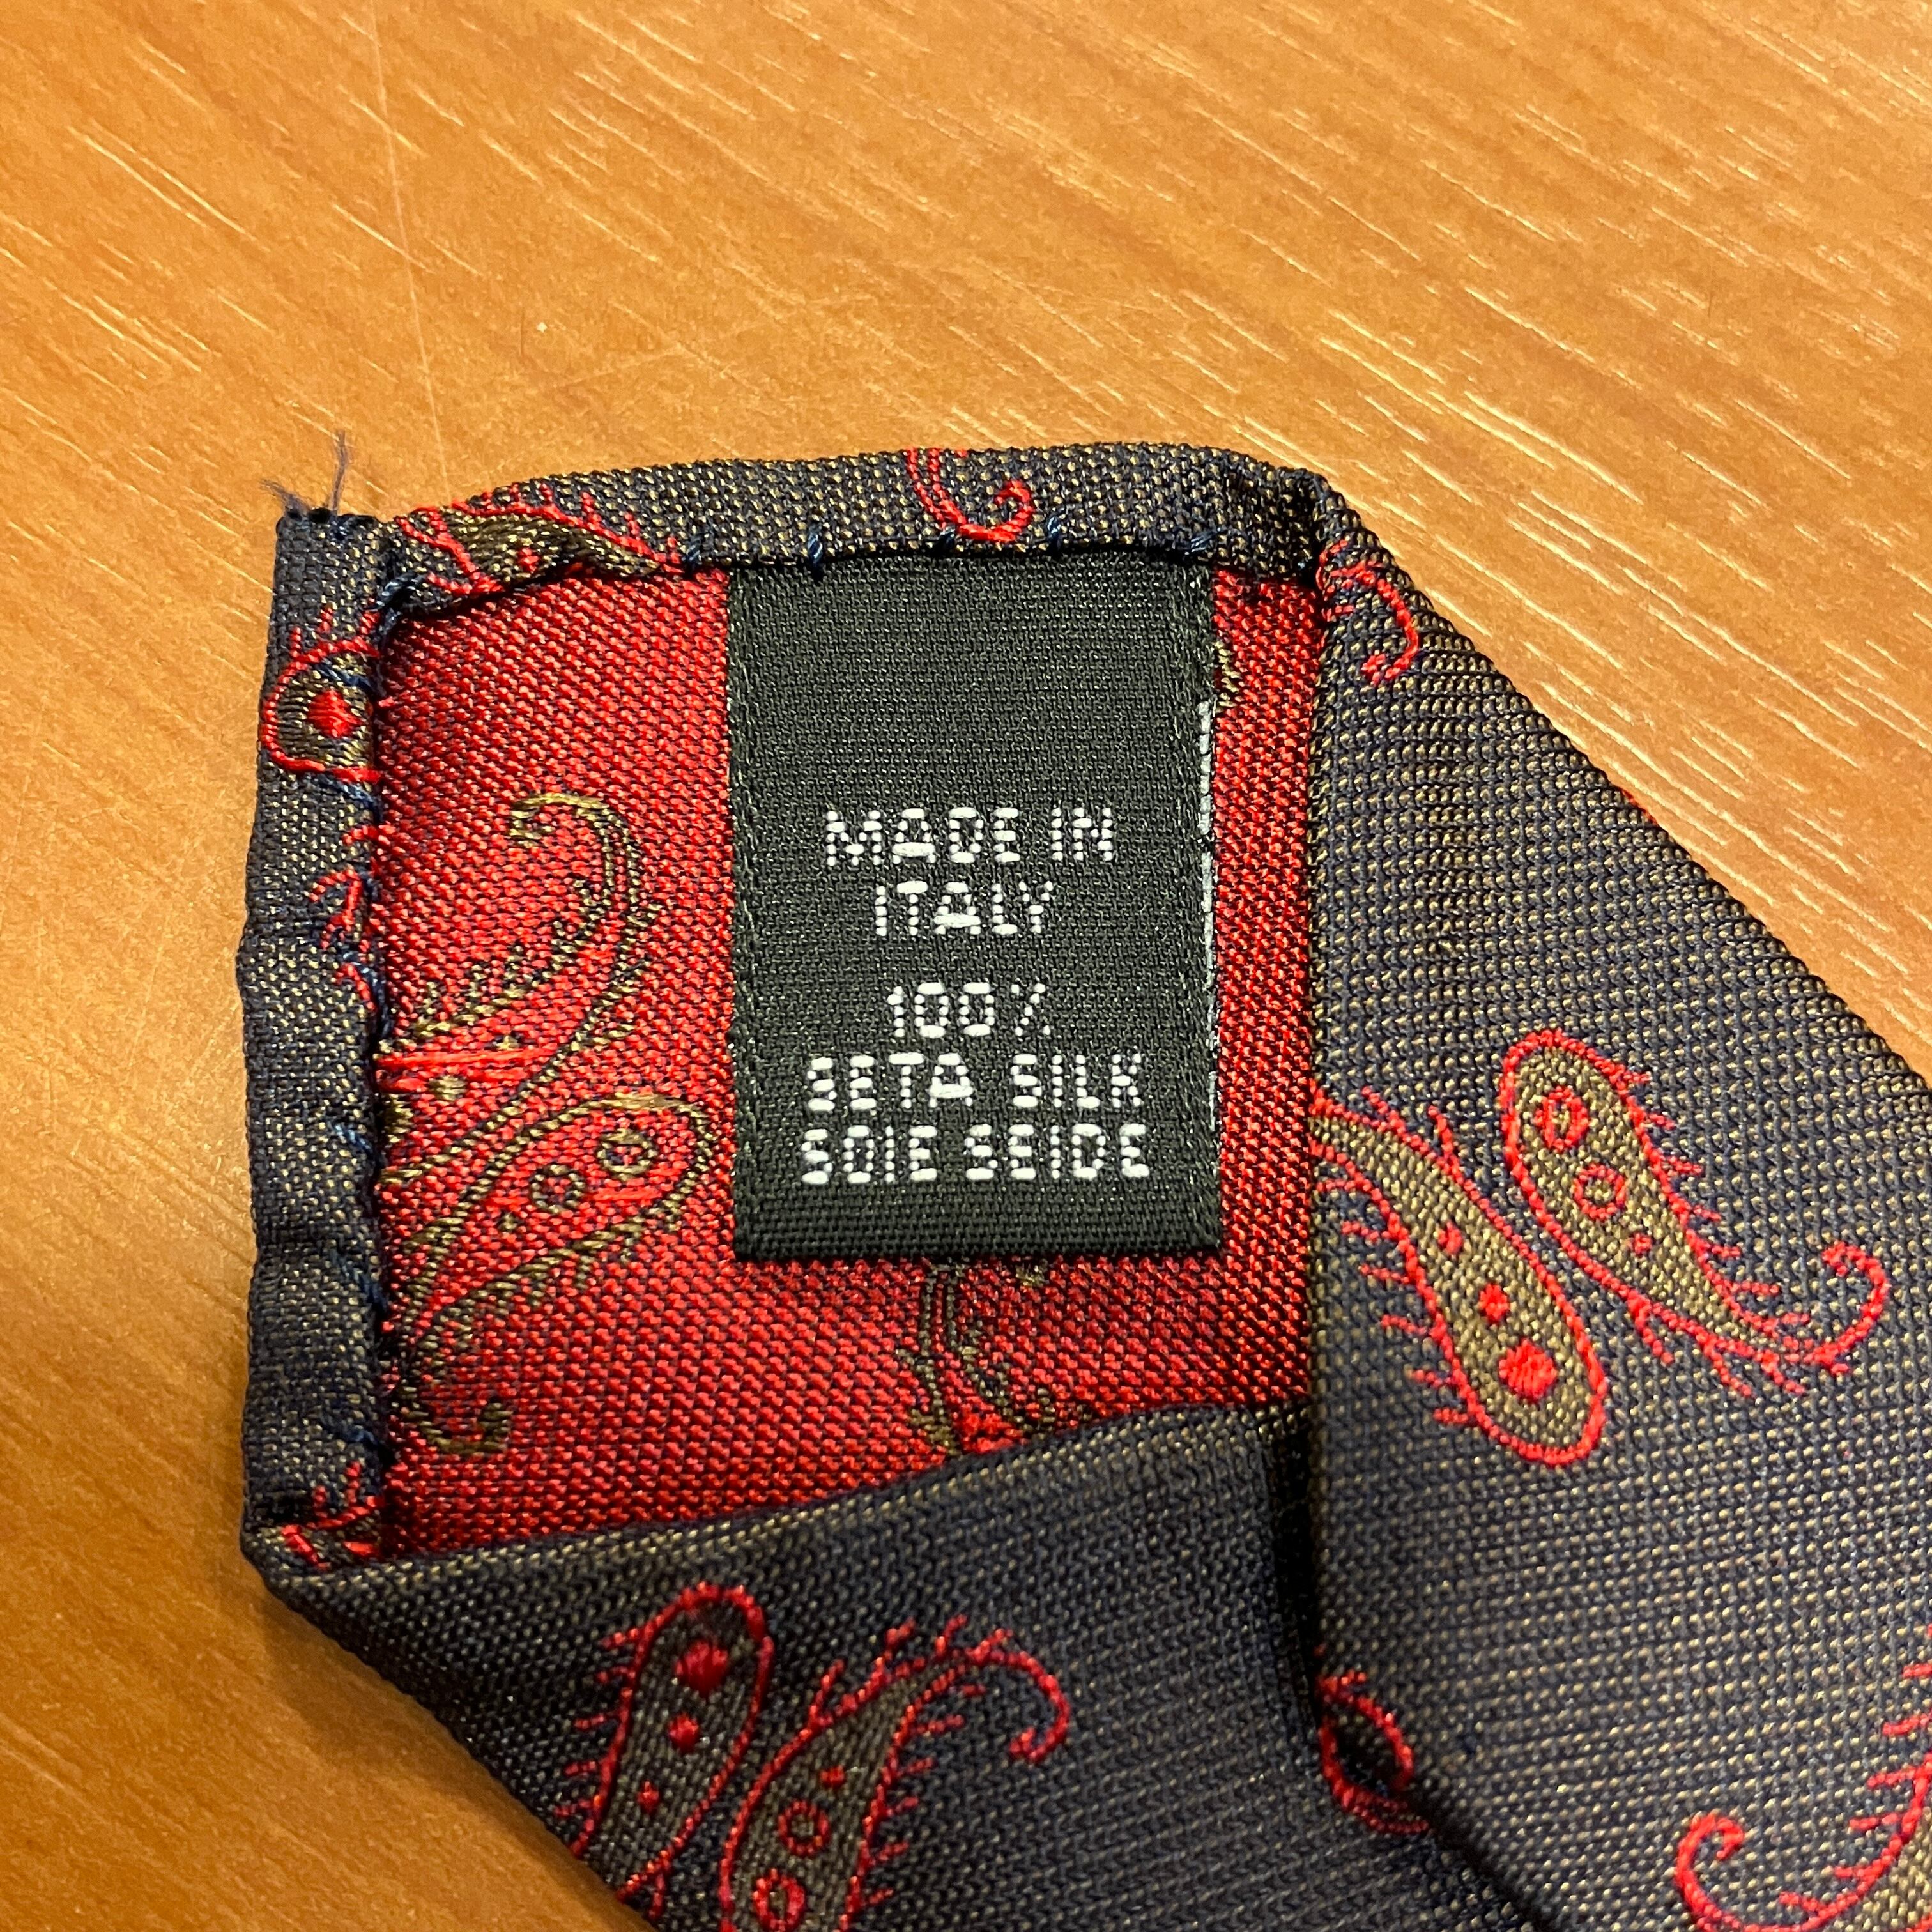 MADE IN
ITALY
100%
SETA SILK
SOIE SEIDE